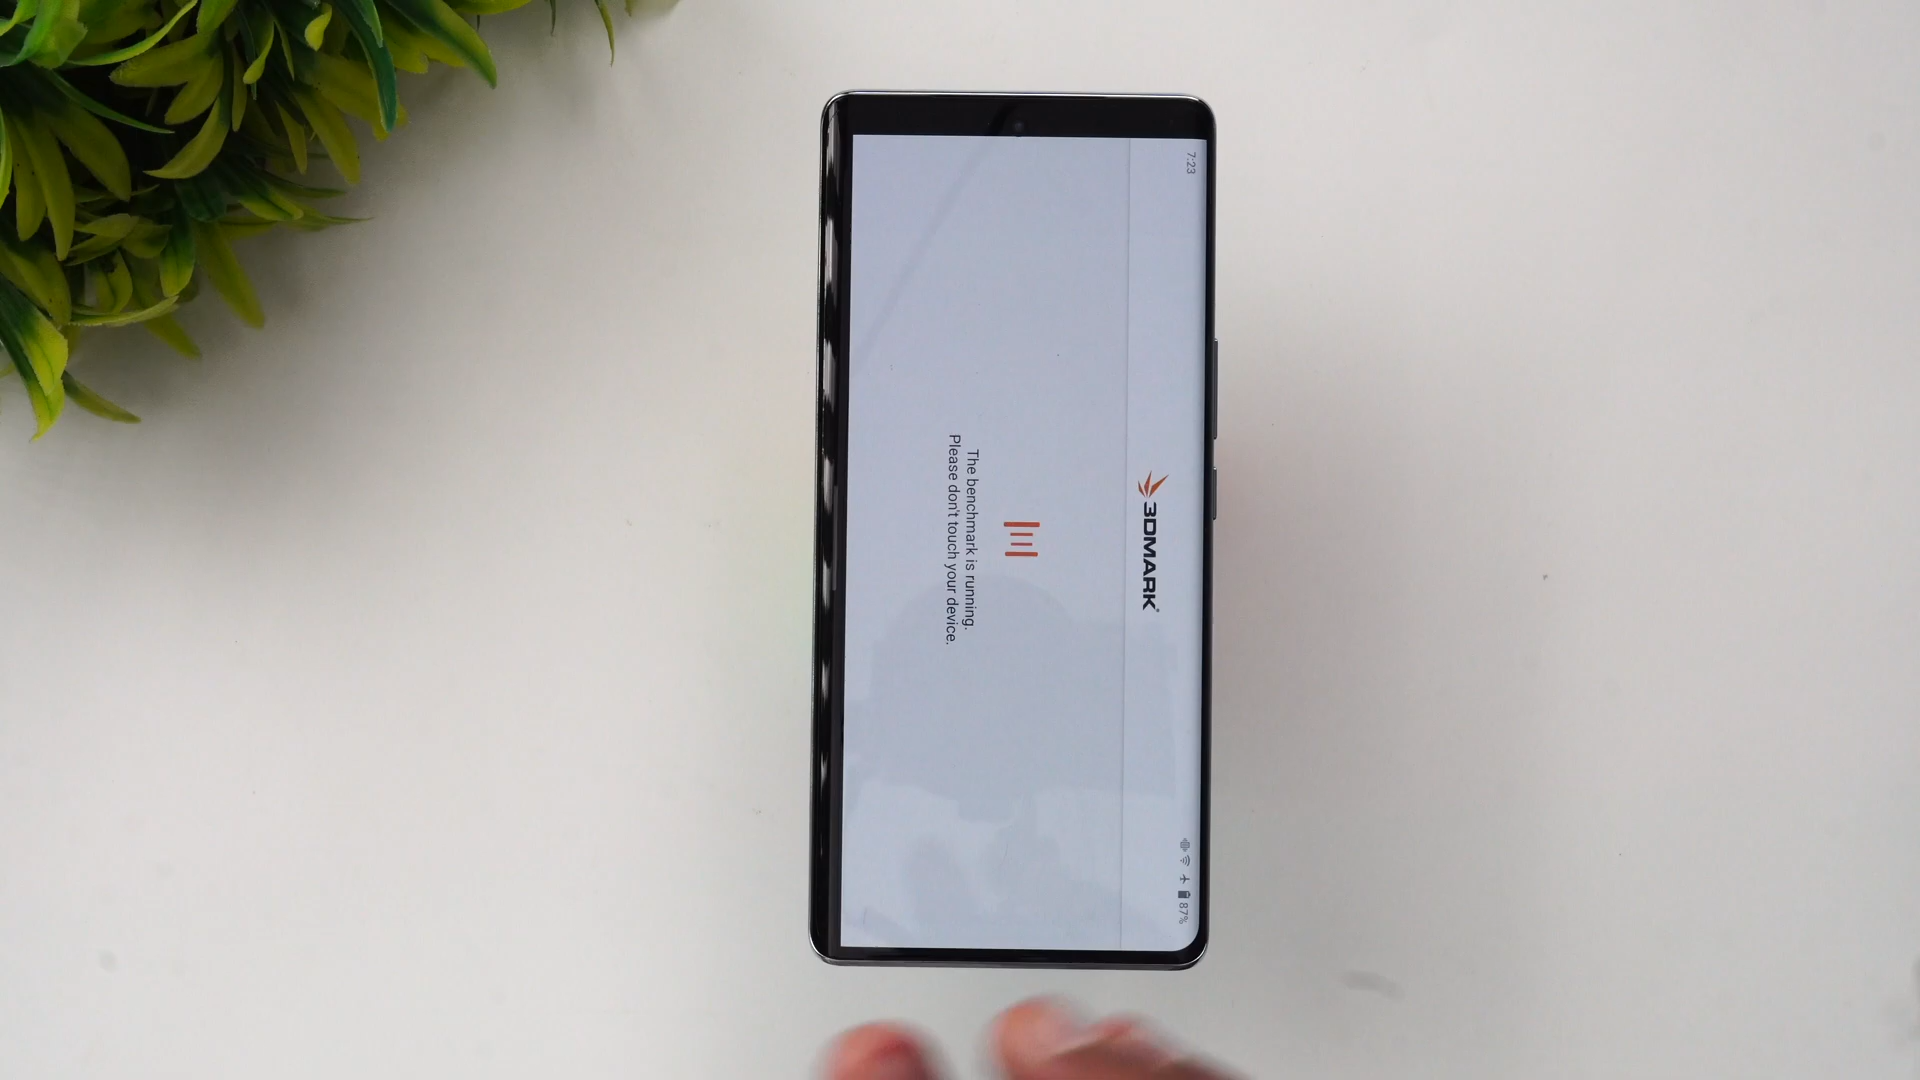 7:23
87%
3DMARK
The benchmark is running.
Please don't touch your device.